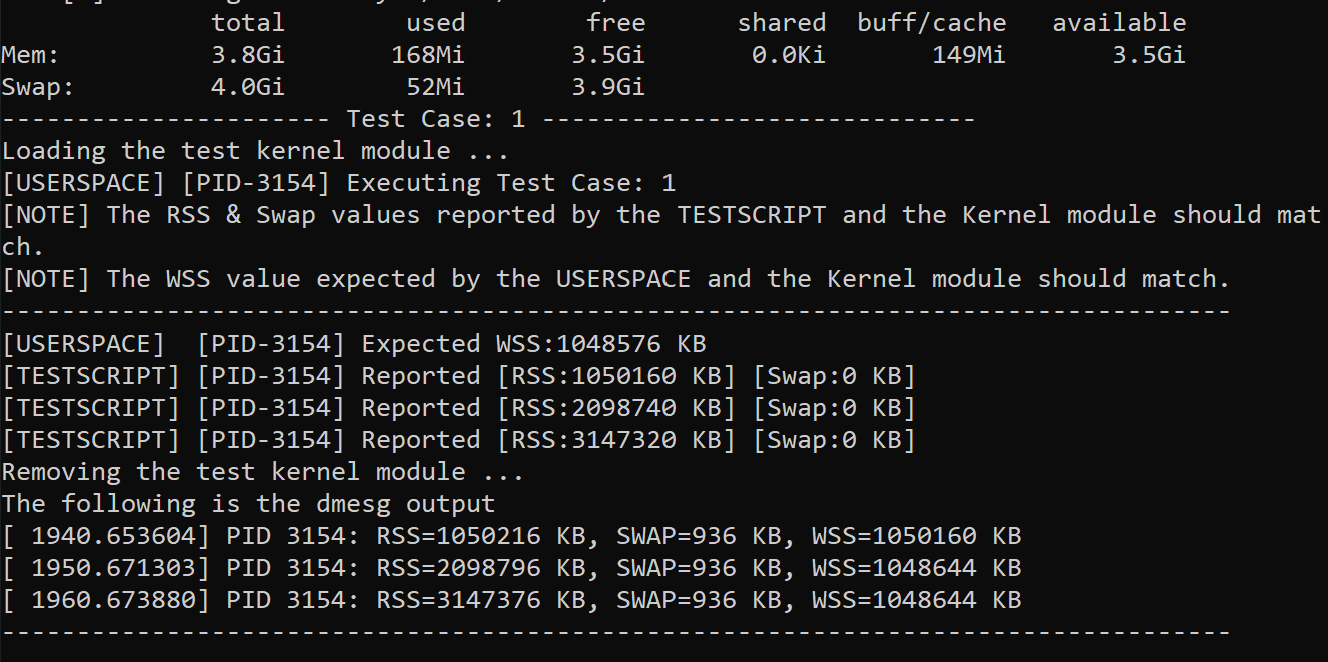 total used free shared buff/cache available
Mem: 3.8Gi 168Mi 3.5Gi 0.0Ki 149Mi 3.5Gi
Swap: 4.0Gi 52Mi 3.9Gi
---------------------- Test Case: 1 -----------------------------
Loading the test kernel module ...
[USERSPACE] [PID-3154] Executing Test Case: 1
[NOTE] The RSS & Swap values reported by the TESTSCRIPT and the Kernel module should mat
ch.
[NOTE] The WSS value expected by the USERSPACE and the Kernel module should match.
----------------------------------------------------------------------------------
[USERSPACE]  [PID-3154] Expected WSS:1048576 KB
[TESTSCRIPT] [PID-3154] Reported [RSS:1050160 KB] [Swap:0 KB]
[TESTSCRIPT] [PID-3154] Reported [RSS:2098740 KB] [Swap:0 KB]
[TESTSCRIPT] [PID-3154] Reported [RSS:3147320 KB] [Swap:0 KB]
Removing the test kernel module ...
The following is the dmesg output
[ 1940.653604] PID 3154: RSS=1050216 KB, SWAP=936 KB, WSS=1050160 KB
[ 1950.671303] PID 3154: RSS=2098796 KB, SWAP=936 KB, WSS=1048644 KB
[ 1960.673880] PID 3154: RSS=3147376 KB, SWAP=936 KB, WSS=1048644 KB
----------------------------------------------------------------------------------